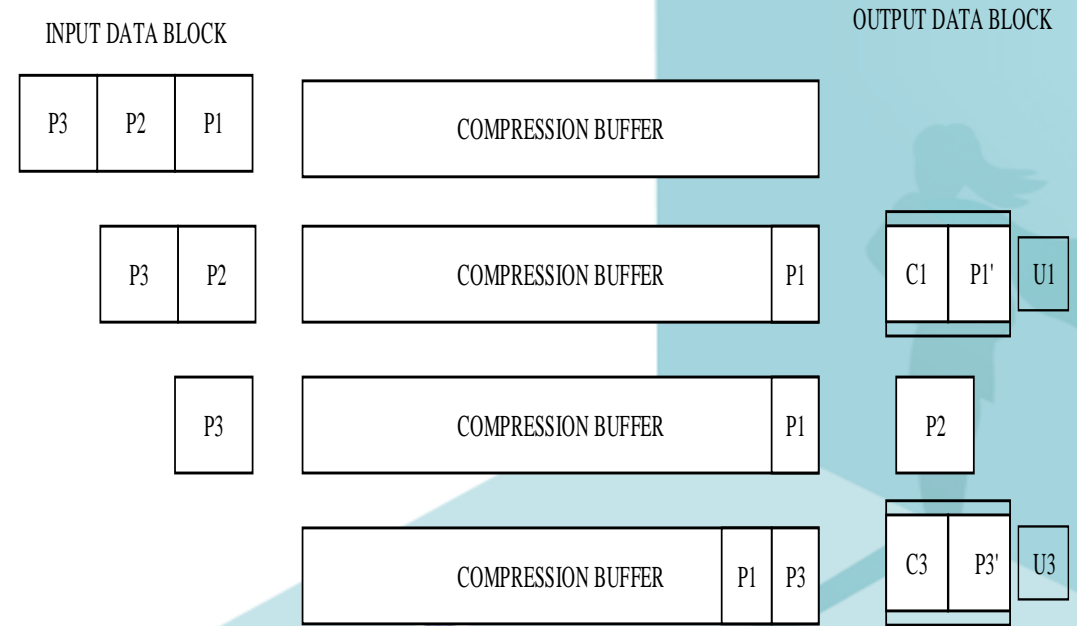 INPUT DATA BLOCK
OUTPUT DATA BLOCK
P3 P2 P1 COMPRESSION BUFFER
P3 P2 COMPRESSION BUFFER P1 C1 P1' U1
P3 COMPRESSION BUFFER P1 P2
COMPRESSION BUFFER P1 P3 C3 P3' U3